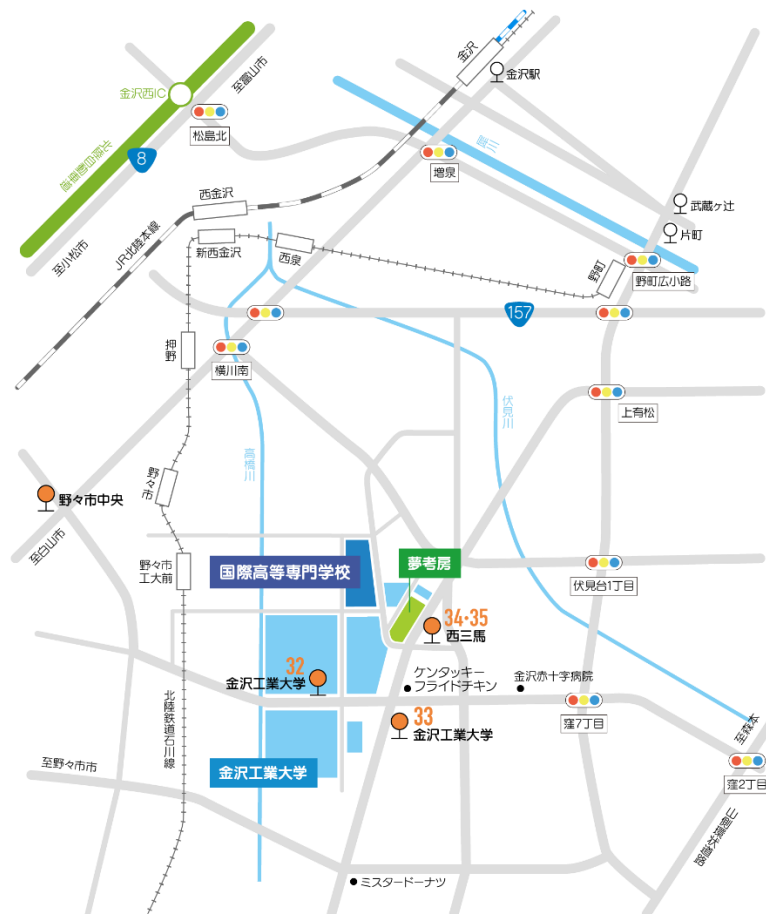 金沢
金沢駅
金沢西IC
至富山市
松島北
北陸自動車道
8
犀川
増泉
西金沢
武蔵ヶ辻
片町
JR北陸本線
至小松市
新西金沢
西泉
野町
野町広小路
157
押野
横川南
伏見川
上有松
高橋川
野々市
野々市中央
至白山市
野々市
工大前
国際高等専門学校
夢考房
伏見台1丁目
34・35
西三馬
32
金沢工業大学
ケンタッキー
フライドチキン
金沢赤十字病院
33
金沢工業大学
窪7丁目
北陸鉄道石川線
至森本
至野々市市
金沢工業大学
窪2丁目
山側環状道路
ミスタードーナツ